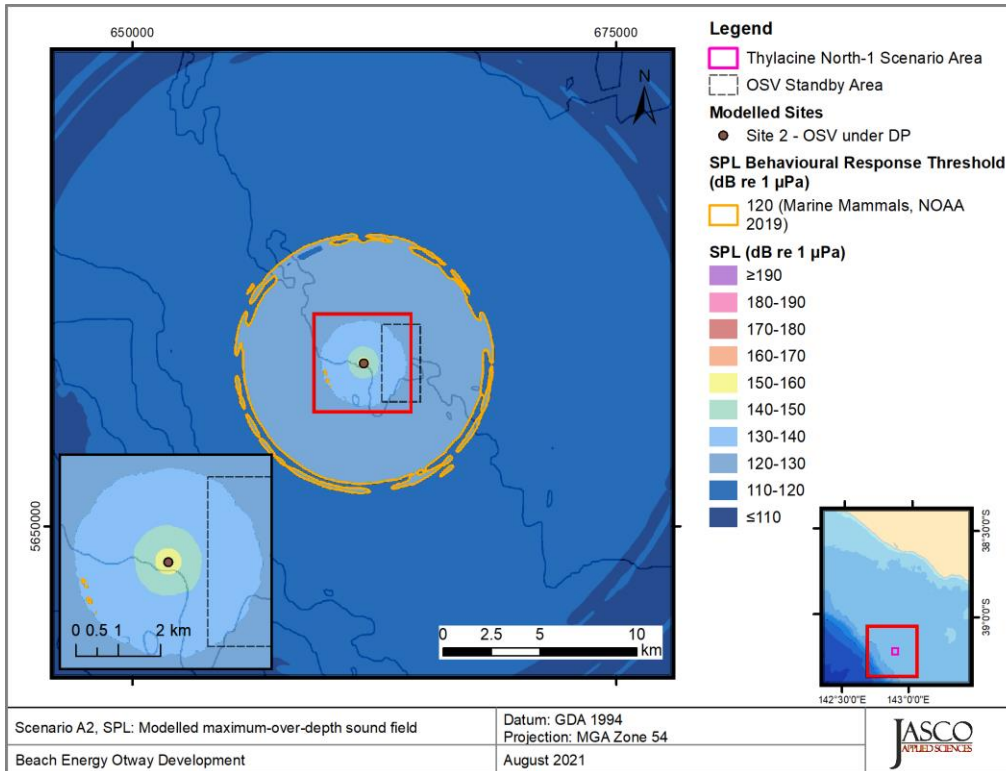 650000
675000
5650000
N
0 0.5 1 2 km
0 2.5 5 10
km
Legend
Thylacine North-1 Scenario Area
OSV Standby Area
Modelled Sites
Site 2 - OSV under DP
SPL Behavioural Response Threshold
(dB re 1 µPa)
120 (Marine Mammals, NOAA
2019)
SPL (dB re 1 µPa)
≥190
180-190
170-180
160-170
150-160
140-150
130-140
120-130
110-120
≤110
38°30'0"S
39°0'0"S
142°30'0"E
143°0'0"E
Scenario A2, SPL: Modelled maximum-over-depth sound field
Datum: GDA 1994
Projection: MGA Zone 54
Beach Energy Otway Development
August 2021
JASCO
APPLIED SCIENCES